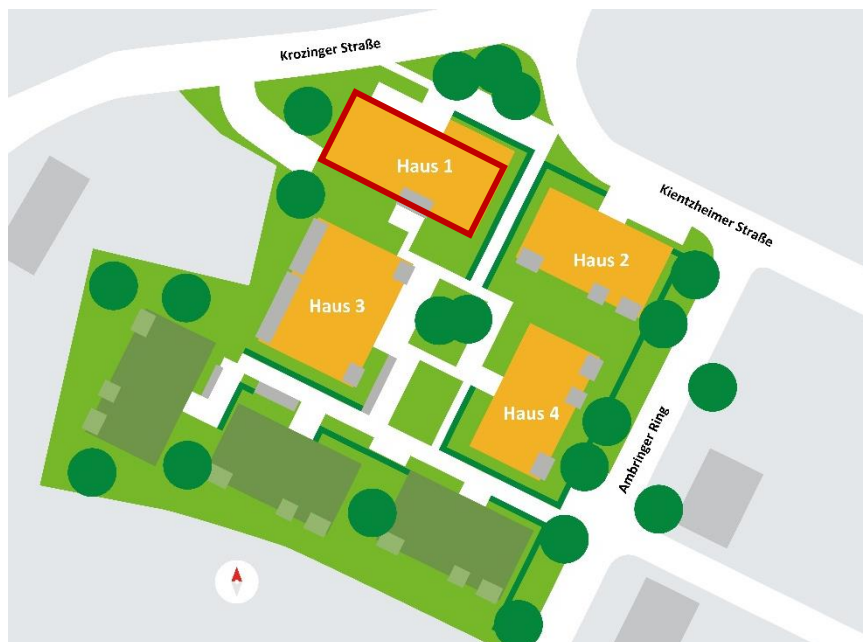 Krozinger Straße
Haus 1
Kientzheimer Straße
Haus 2
Haus 3
Haus 4
Ambringer Ring